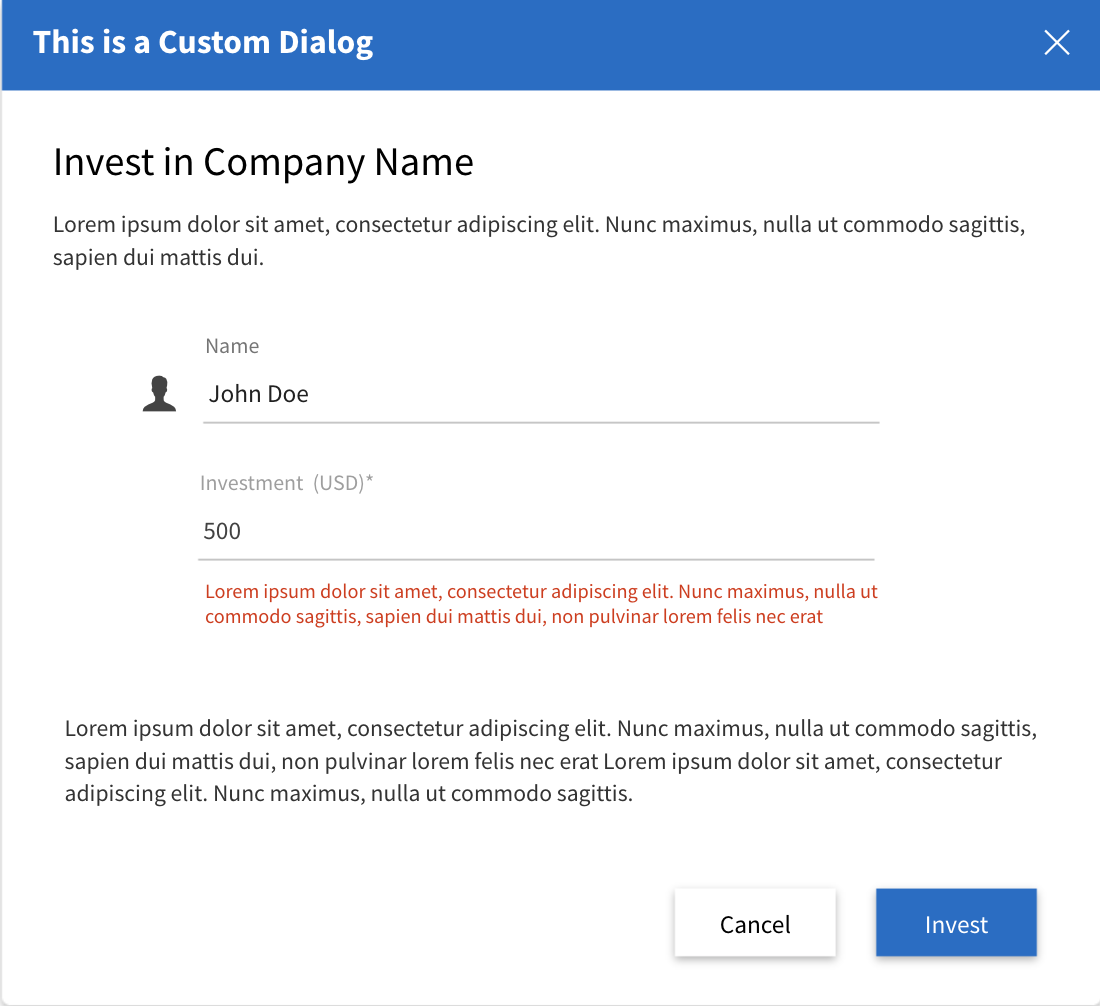 This is a Custom Dialog
Invest in Company Name
Lorem ipsum dolor sit amet, consectetur adipiscing elit. Nunc maximus, nulla ut commodo sagittis,
sapien dui mattis dui.
Name
John Doe
Investment (USD)*
500
Lorem ipsum dolor sit amet, consectetur adipiscing elit. Nunc maximus, nulla ut
commodo sagittis, sapien dui mattis dui, non pulvinar lorem felis nec erat
Lorem ipsum dolor sit amet, consectetur adipiscing elit. Nunc maximus, nulla ut commodo sagittis,
sapien dui mattis dui, non pulvinar lorem felis nec erat Lorem ipsum dolor sit amet, consectetur
adipiscing elit. Nunc maximus, nulla ut commodo sagittis.
Cancel
Invest